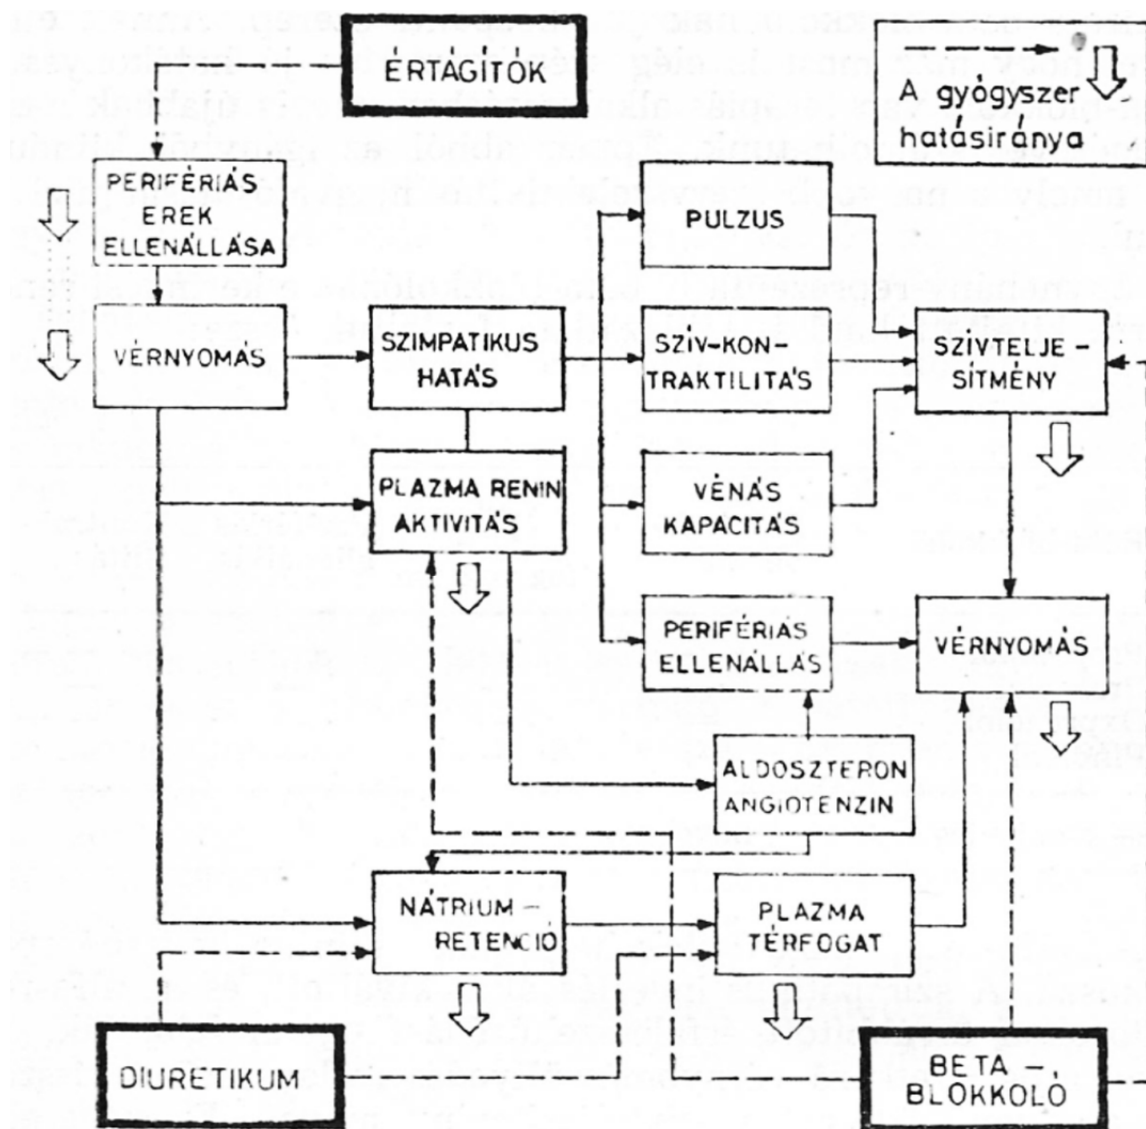 ÉRTÁGÍTÓK
A gyógyszer
hatásiránya
PERIFÉRIÁS
EREK
ELLENÁLLÁSA
PULZUS
VÉRNYOMÁS
SZIMPATIKUS
HATÁS
SZÍV-KON-
TRAKTILITÁS
SZÍVTELJE-
SÍTMÉNY
PLAZMA RENIN
AKTIVITÁS
VÉNÁS
KAPACITÁS
PERIFÉRIÁS
ELLENÁLLÁS
VÉRNYOMÁS
ALDOSZTERON
ANGIOTENZIN
NÁTRIUM-
RETENCIÓ
PLAZMA
TÉRFOGAT
DIURETIKUM
BETA-
BLOKKOLÓ